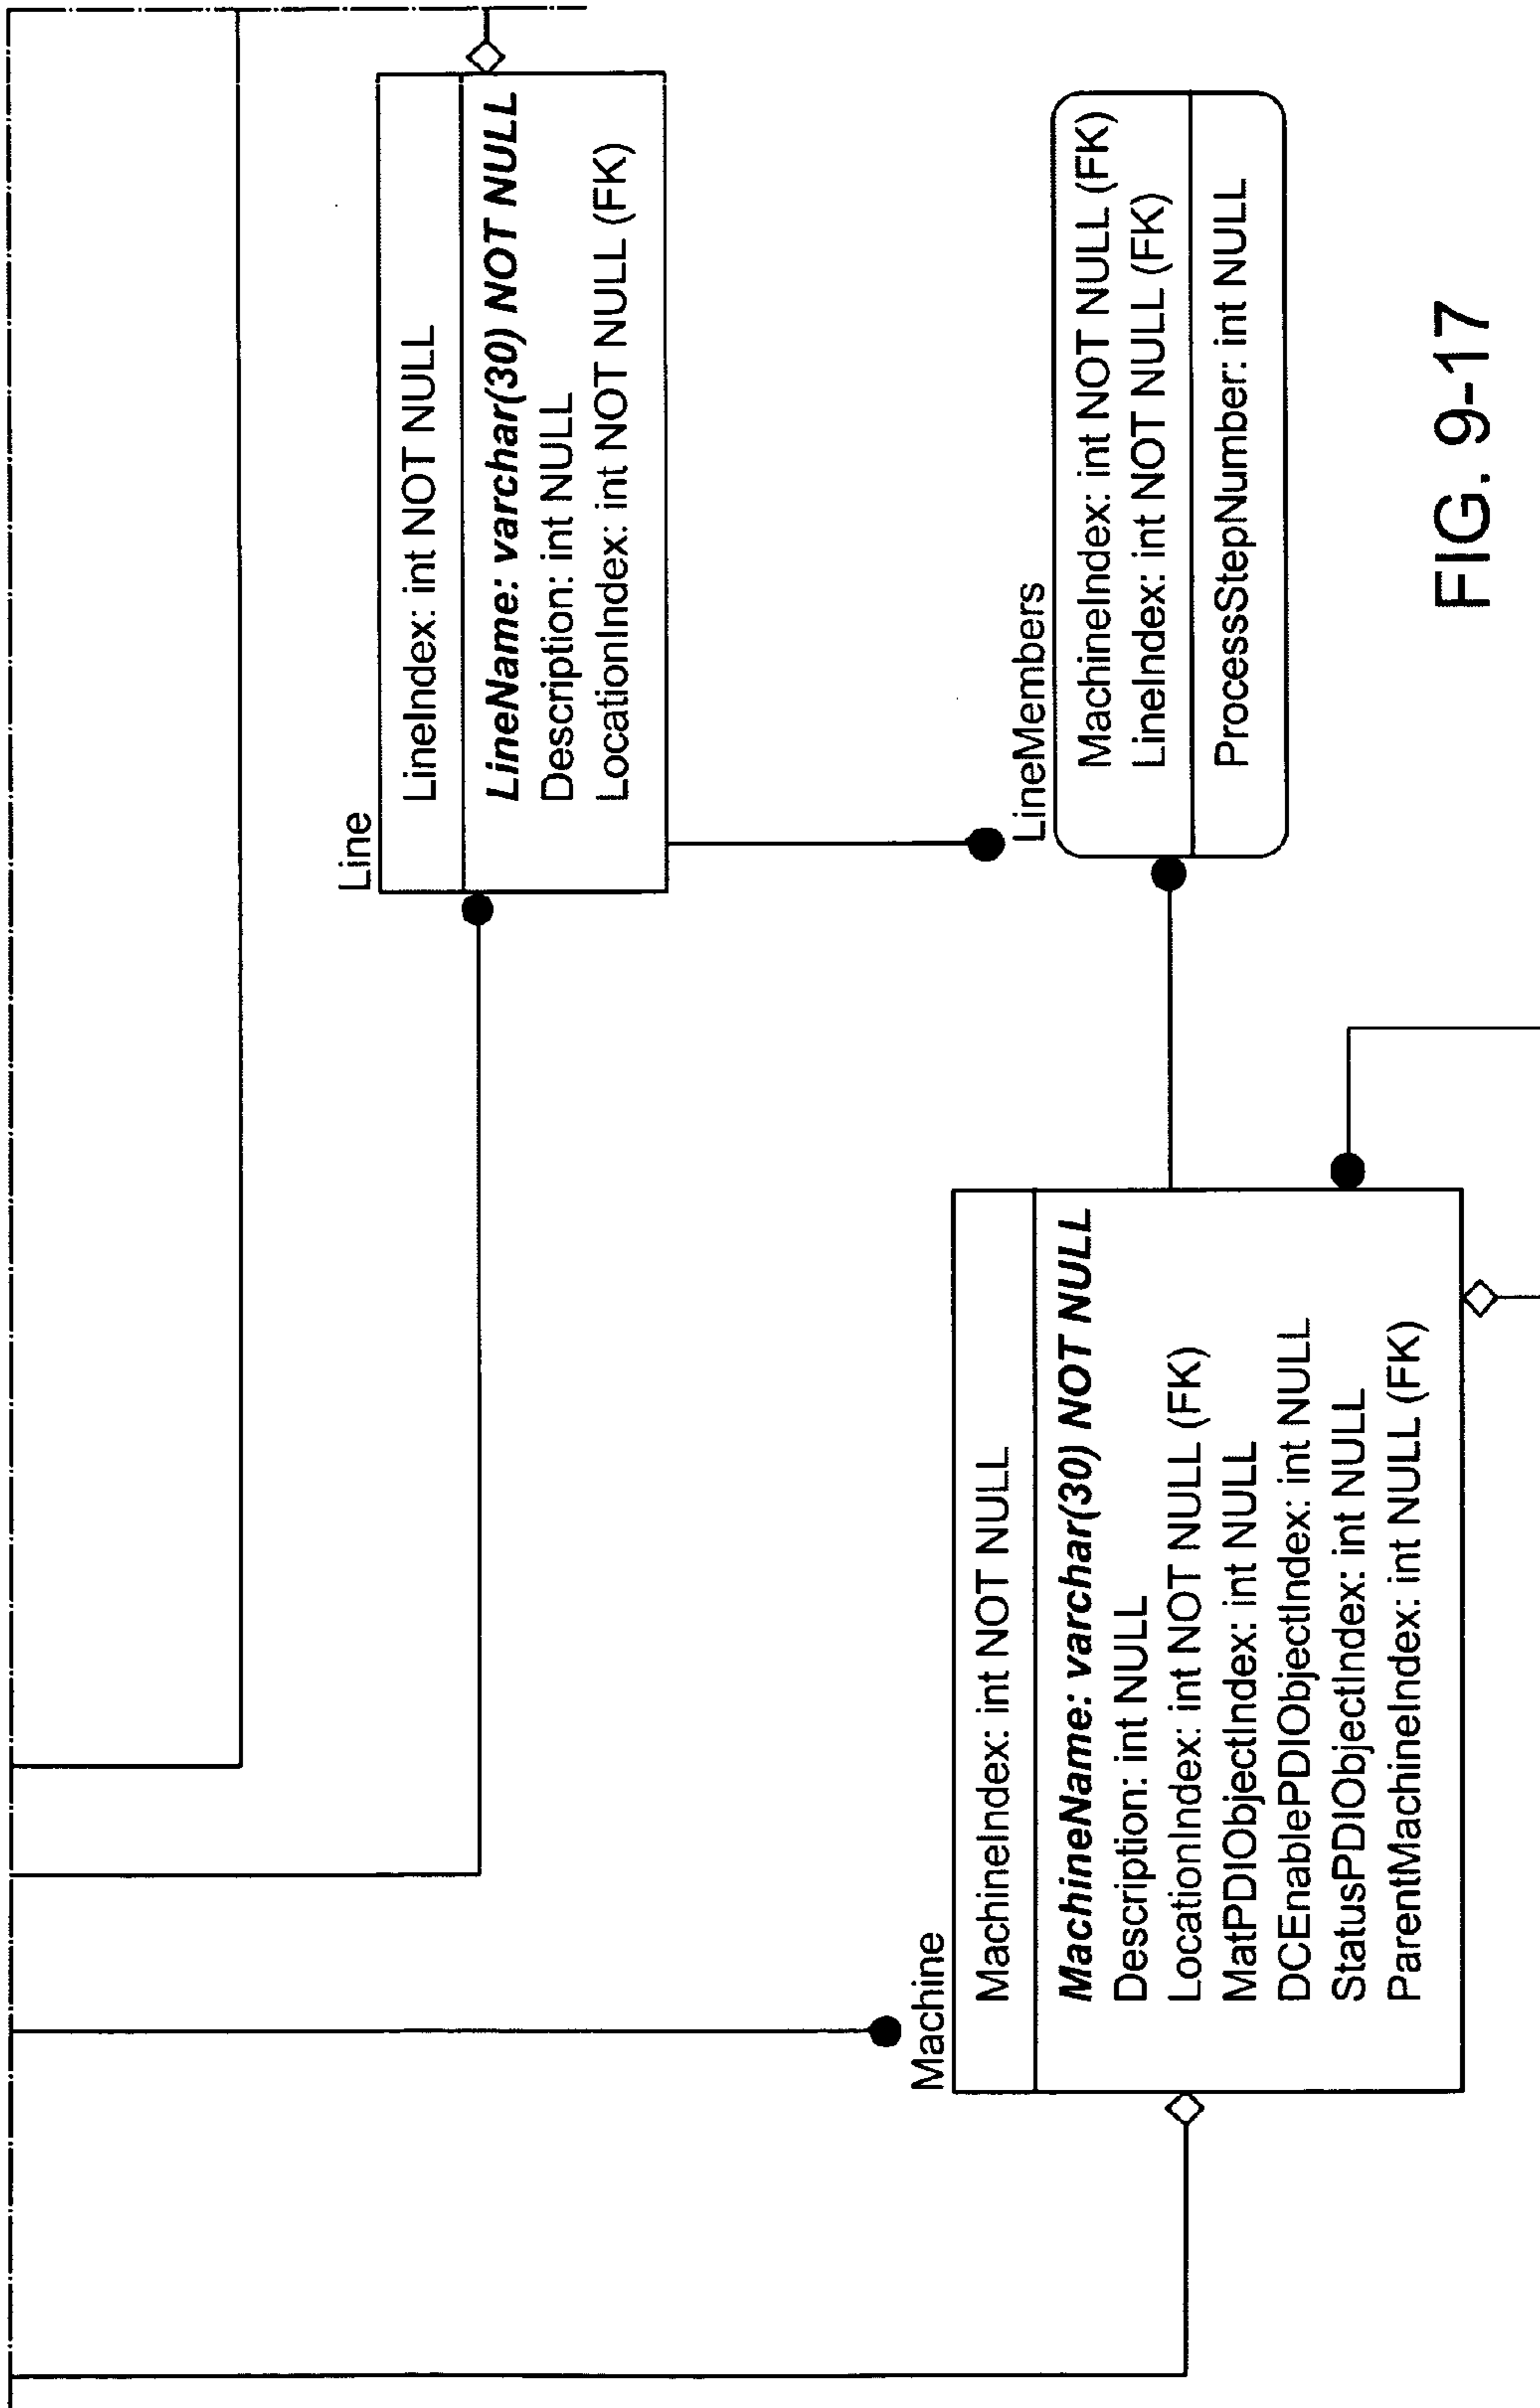 Line
LineIndex: int NOT NULL
LineName: varchar(30) NOT NULL
Description: int NULL
LocationIndex: int NOT NULL (FK)
LineMembers
MachineIndex: int NOT NULL (FK)
LineIndex: int NOT NULL (FK)
ProcessStepNumber: int NULL
Machine
MachineIndex: int NOT NULL
MachineName: varchar(30) NOT NULL
Description: int NULL
LocationIndex: int NOT NULL (FK)
MatPDIObjectIndex: int NULL
DCEnablePDIObjectIndex: int NULL
StatusPDIObjectIndex: int NULL
ParentMachineIndex: int NULL (FK)
FIG. 9-17